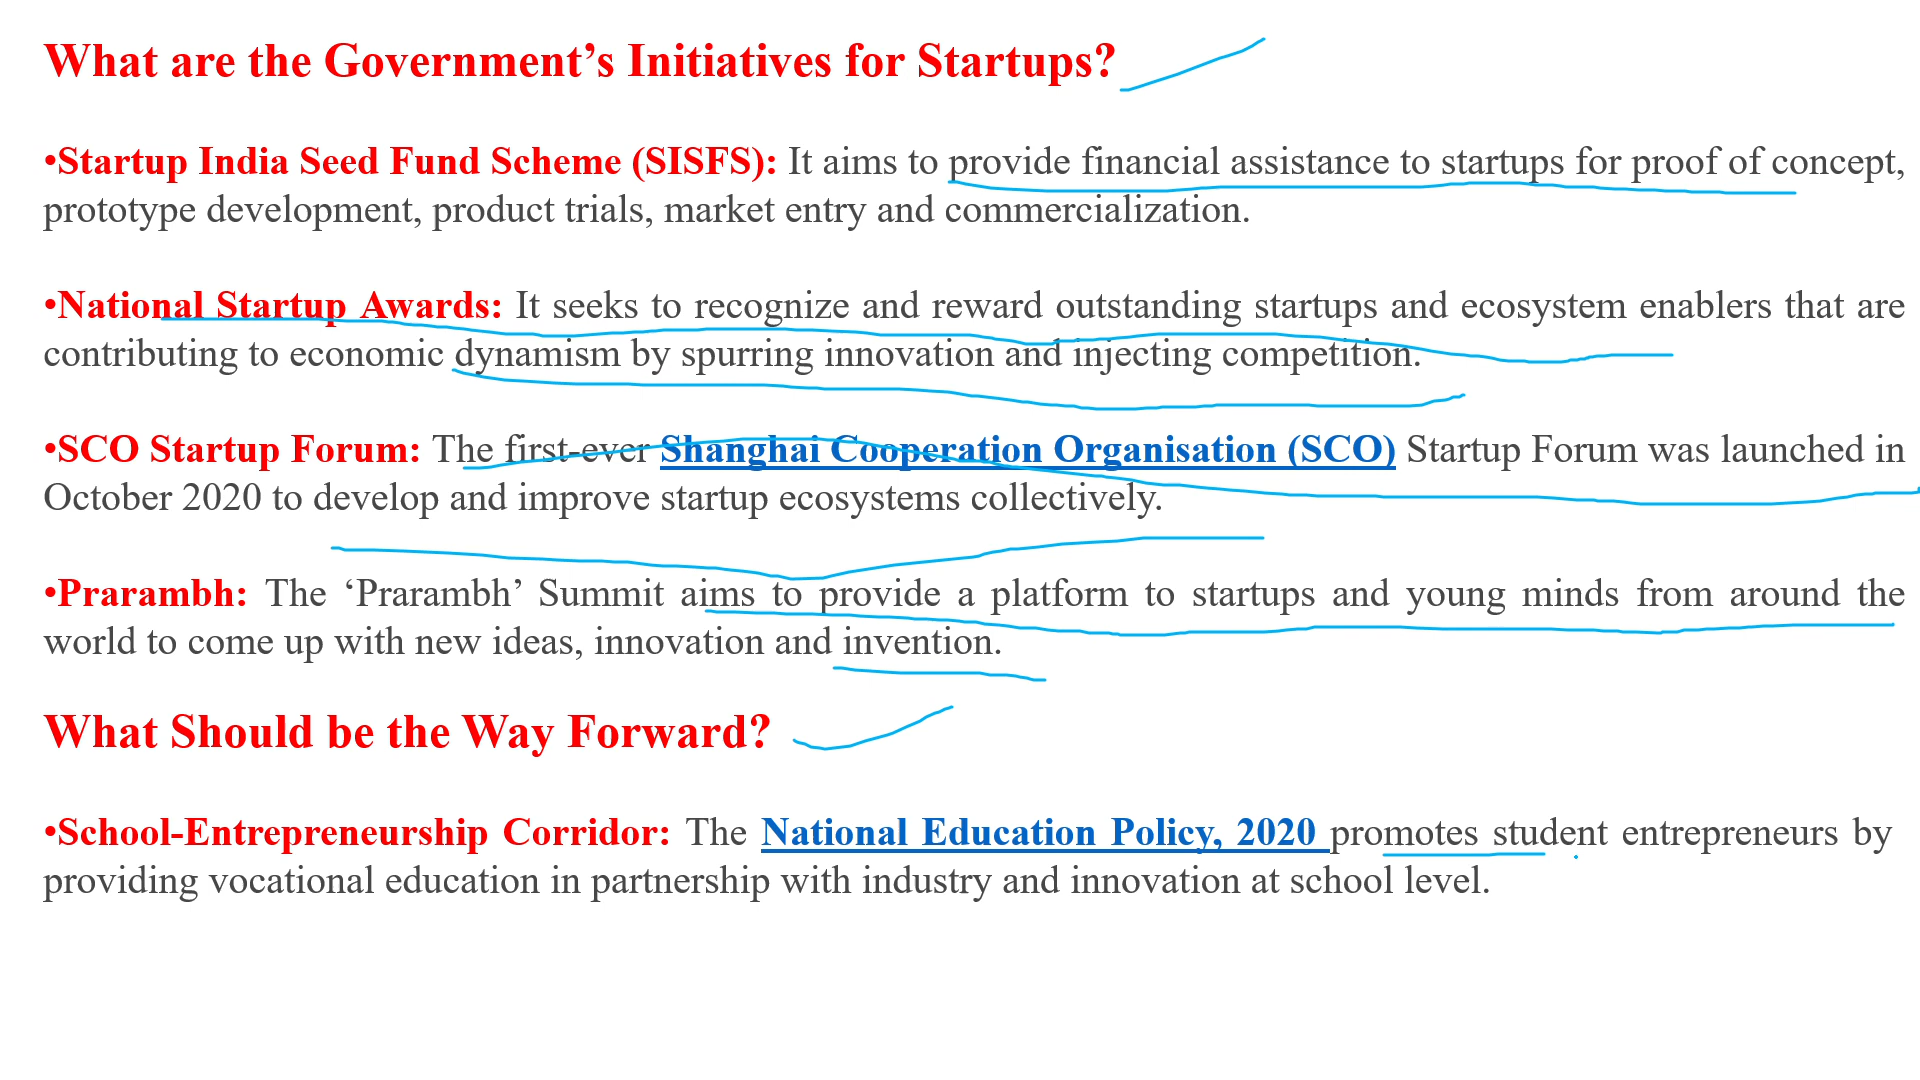 What are the Government’s Initiatives for Startups?
•Startup India Seed Fund Scheme (SISFS): It aims to provide financial assistance to startups for proof of concept,
prototype development, product trials, market entry and commercialization.
•National Startup Awards: It seeks to recognize and reward outstanding startups and ecosystem enablers that are
contributing to economic dynamism by spurring innovation and injecting competition.
•SCO Startup Forum: The first-ever Shanghai Cooperation Organisation (SCO) Startup Forum was launched in
October 2020 to develop and improve startup ecosystems collectively.
•Prarambh: The ‘Prarambh’ Summit aims to provide a platform to startups and young minds from around the
world to come up with new ideas, innovation and invention.
What Should be the Way Forward?
•School-Entrepreneurship Corridor: The National Education Policy, 2020 promotes student entrepreneurs by
providing vocational education in partnership with industry and innovation at school level.